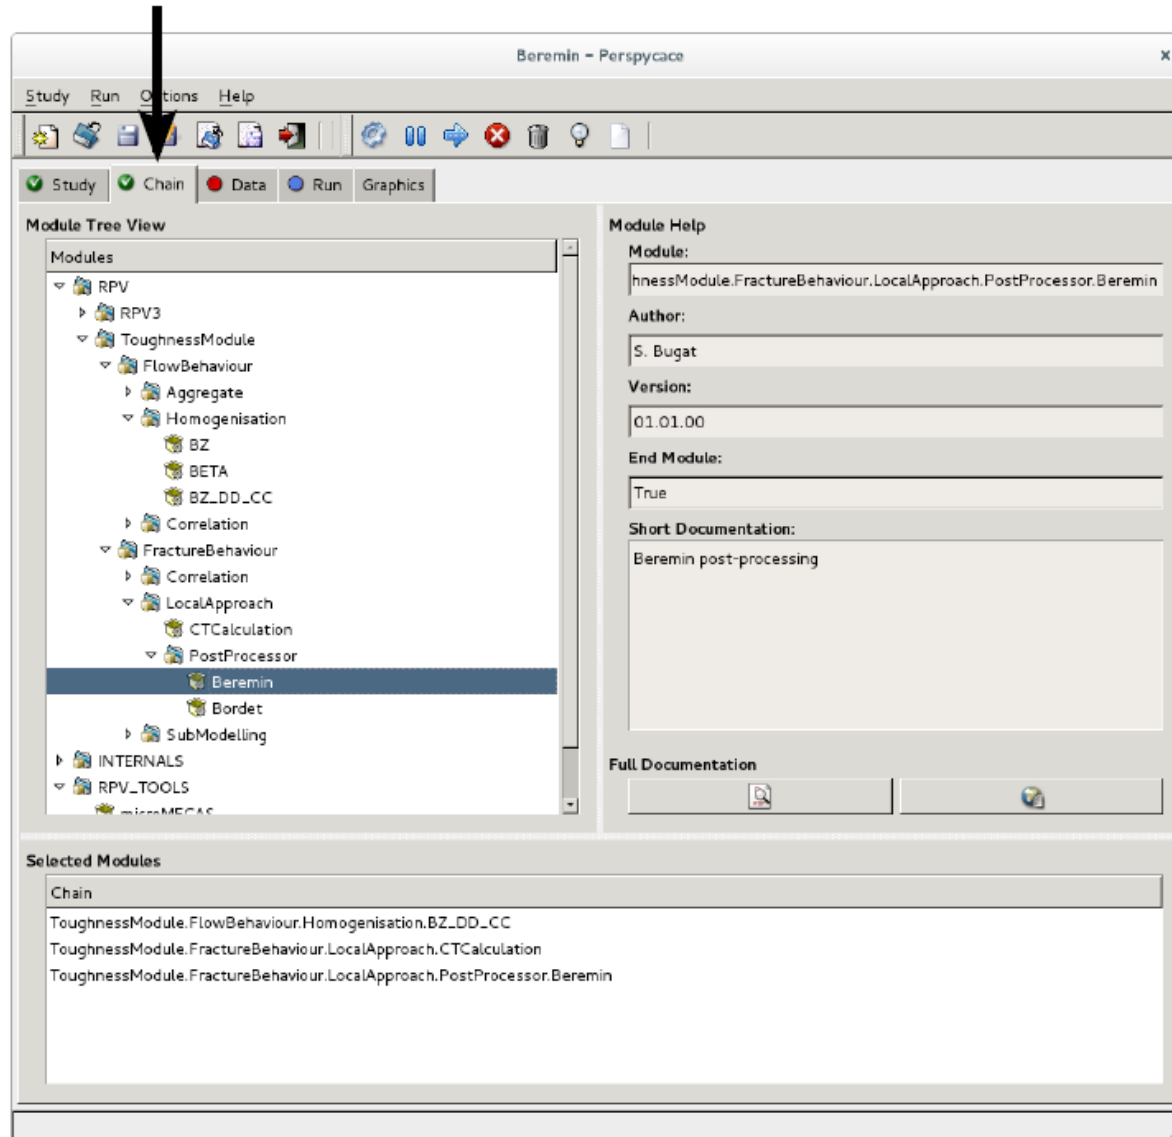 Beremin – Perspycace
Study Run Options Help
Study Chain Data Run Graphics
Module Tree View
Modules
RPV
RPV3
ToughnessModule
FlowBehaviour
Aggregate
Homogenisation
BZ
BETA
BZ_DD_CC
Correlation
FractureBehaviour
Correlation
LocalApproach
CTCalculation
PostProcessor
Beremin
Bordet
SubModelling
INTERNALS
RPV_TOOLS
Module Help
Module:
hnessModule.FractureBehaviour.LocalApproach.PostProcessor.Beremin
Author:
S. Bugat
Version:
01.01.00
End Module:
True
Short Documentation:
Beremin post-processing
Full Documentation
Selected Modules
Chain
ToughnessModule.FlowBehaviour.Homogenisation.BZ_DD_CC
ToughnessModule.FractureBehaviour.LocalApproach.CTCalculation
ToughnessModule.FractureBehaviour.LocalApproach.PostProcessor.Beremin